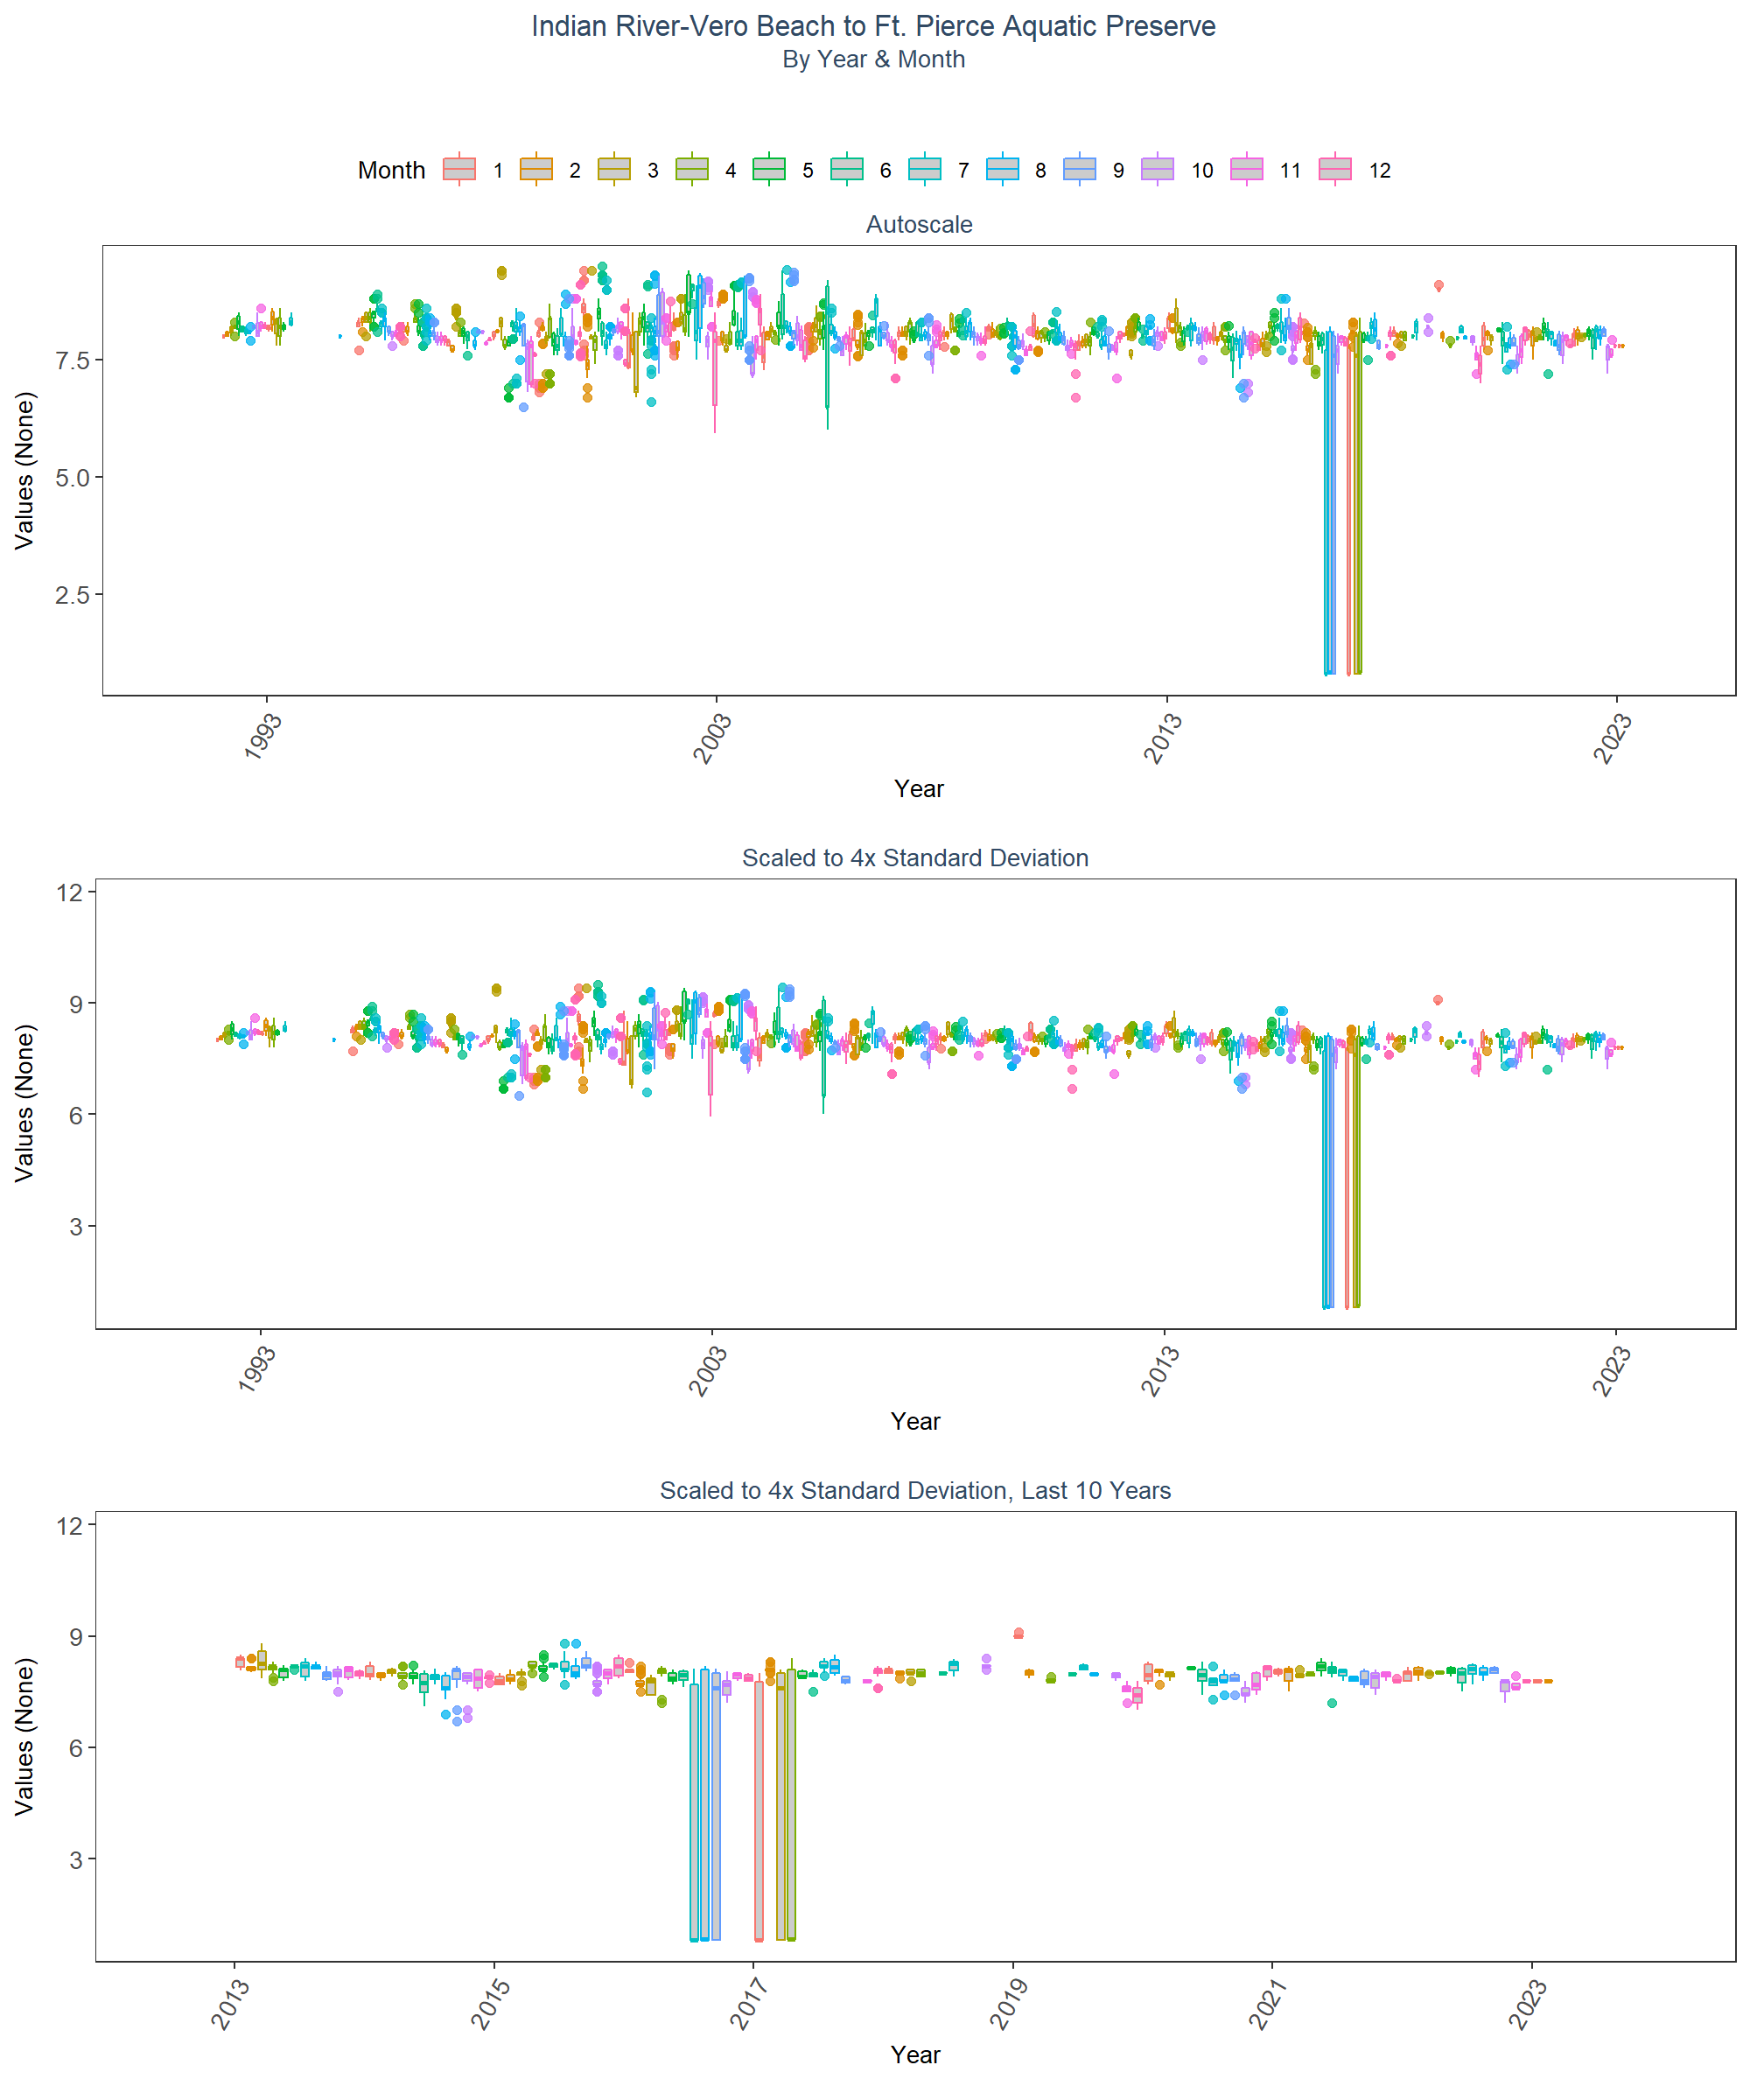 Indian River-Vero Beach to Ft. Pierce Aquatic Preserve
By Year & Month
Month 1 2 3 4 5 6 7 8 9 10 11 12
Autoscale
7.5
5.0
2.5
Values (None)
1993 2003 2013 2023
Year
Scaled to 4x Standard Deviation
12
9
6
3
Values (None)
1993 2003 2013 2023
Year
Scaled to 4x Standard Deviation, Last 10 Years
12
9
6
3
Values (None)
2013 2015 2017 2019 2021 2023
Year